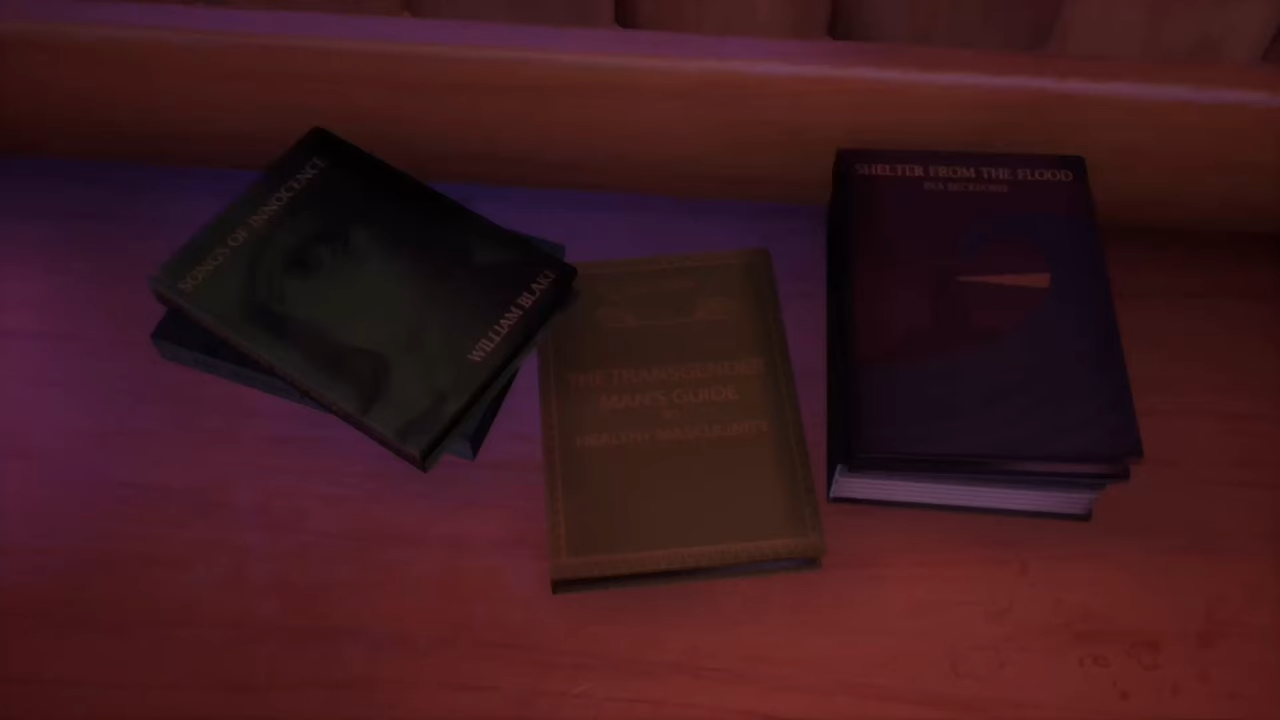 SONGS OF INNOCENCE
WILLIAM BLAKE
THE TRANSGENDER
MAN'S GUIDE
TO
HEALTHY MASCULINITY
SHELTER FROM THE FLOOD